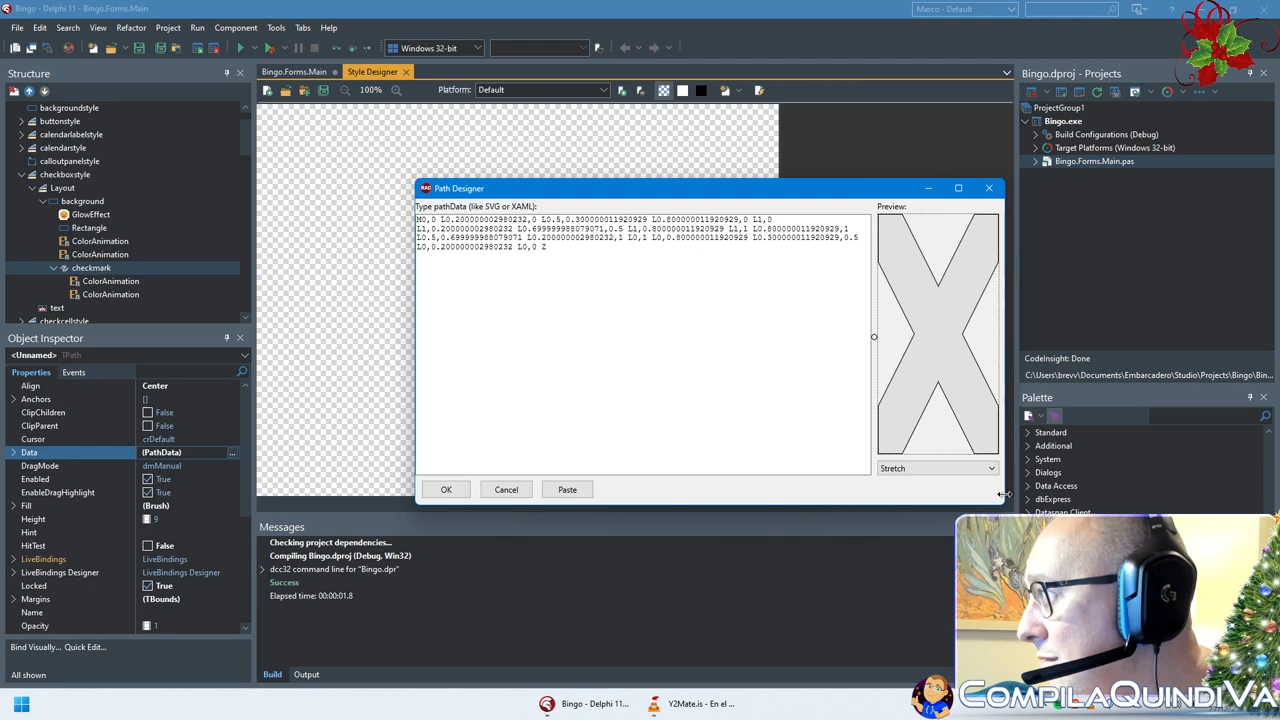 Bingo - Delphi 11 - Bingo.Forms.Main
Marco - Default
File Edit Search View Refactor Project Run Component Tools Tabs Help
Windows 32-bit
Structure
backgroundstyle
buttonstyle
calendarlabelstyle
calendarstyle
calloutpanelstyle
checkboxstyle
Layout
background
GlowEffect
Rectangle
ColorAnimation
ColorAnimation
checkmark
ColorAnimation
ColorAnimation
text
checkcellstyle
Object Inspector
<Unnamed> TPath
Properties Events
Align Center
Anchors []
ClipChildren False
ClipParent False
Cursor crDefault
Data (PathData) ...
DragMode dmManual
Enabled True
EnableDragHighlight True
Fill (Brush)
Height 9
Hint
HitTest False
LiveBindings LiveBindings
LiveBindings Designer LiveBindings Designer
Locked True
Margins (TBounds)
Name
Opacity 1
Bind Visually... Quick Edit...
All shown
Bingo.Forms.Main Style Designer
100% Platform: Default
Path Designer
Type pathData (like SVG or XAML):
M0,0 L0.200000002980232,0 L0.5,0.300000011920929 L0.800000011920929,0 L1,0
L1,0.200000002980232 L0.699999988079071,0.5 L1,0.800000011920929 L1,1 L0.800000011920929,1
L0.5,0.699999988079071 L0.200000002980232,1 L0,1 L0,0.800000011920929 L0.300000011920929,0.5
L0,0.200000002980232 L0,0 Z
Preview:
Stretch
OK Cancel Paste
Messages
Checking project dependencies...
Compiling Bingo.dproj (Debug, Win32)
dcc32 command line for "Bingo.dpr"
Success
Elapsed time: 00:00:01.8
Build Output
Bingo.dproj - Projects
ProjectGroup1
Bingo.exe
Build Configurations (Debug)
Target Platforms (Windows 32-bit)
Bingo.Forms.Main.pas
CodeInsight: Done
C:\Users\brevv\Documents\Embarcadero\Studio\Projects\Bingo\Bin...
Palette
Standard
Additional
System
Dialogs
Data Access
dbExpress
Datasnap Client
Bingo - Delphi 11...
Y2Mate.is - En el ...
CompilaQuindiVa